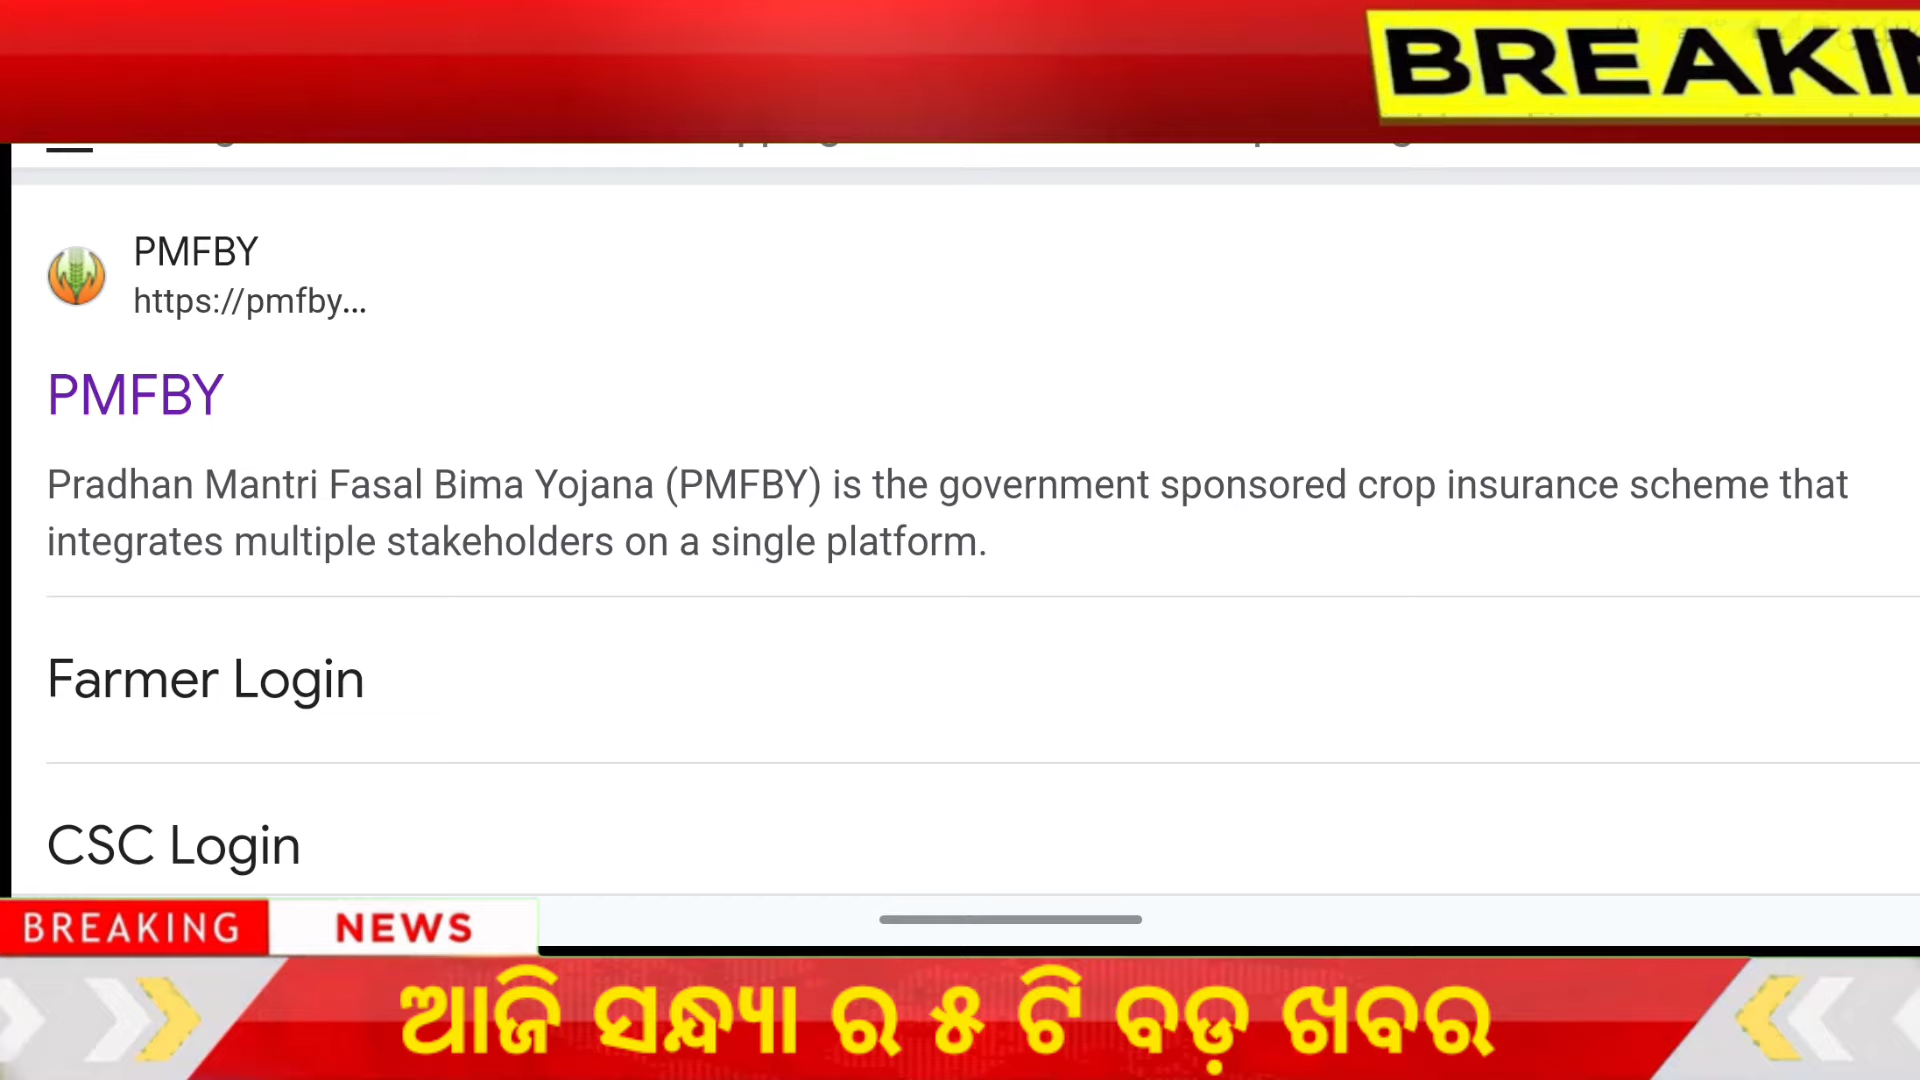 BREAKIN
PMFBY
https://pmfby...
PMFBY
Pradhan Mantri Fasal Bima Yojana (PMFBY) is the government sponsored crop insurance scheme that
integrates multiple stakeholders on a single platform.
Farmer Login
CSC Login
BREAKING NEWS
ଆଜି ସନ୍ଧ୍ୟା ର ୫ ଟି ବଡ଼ ଖବର